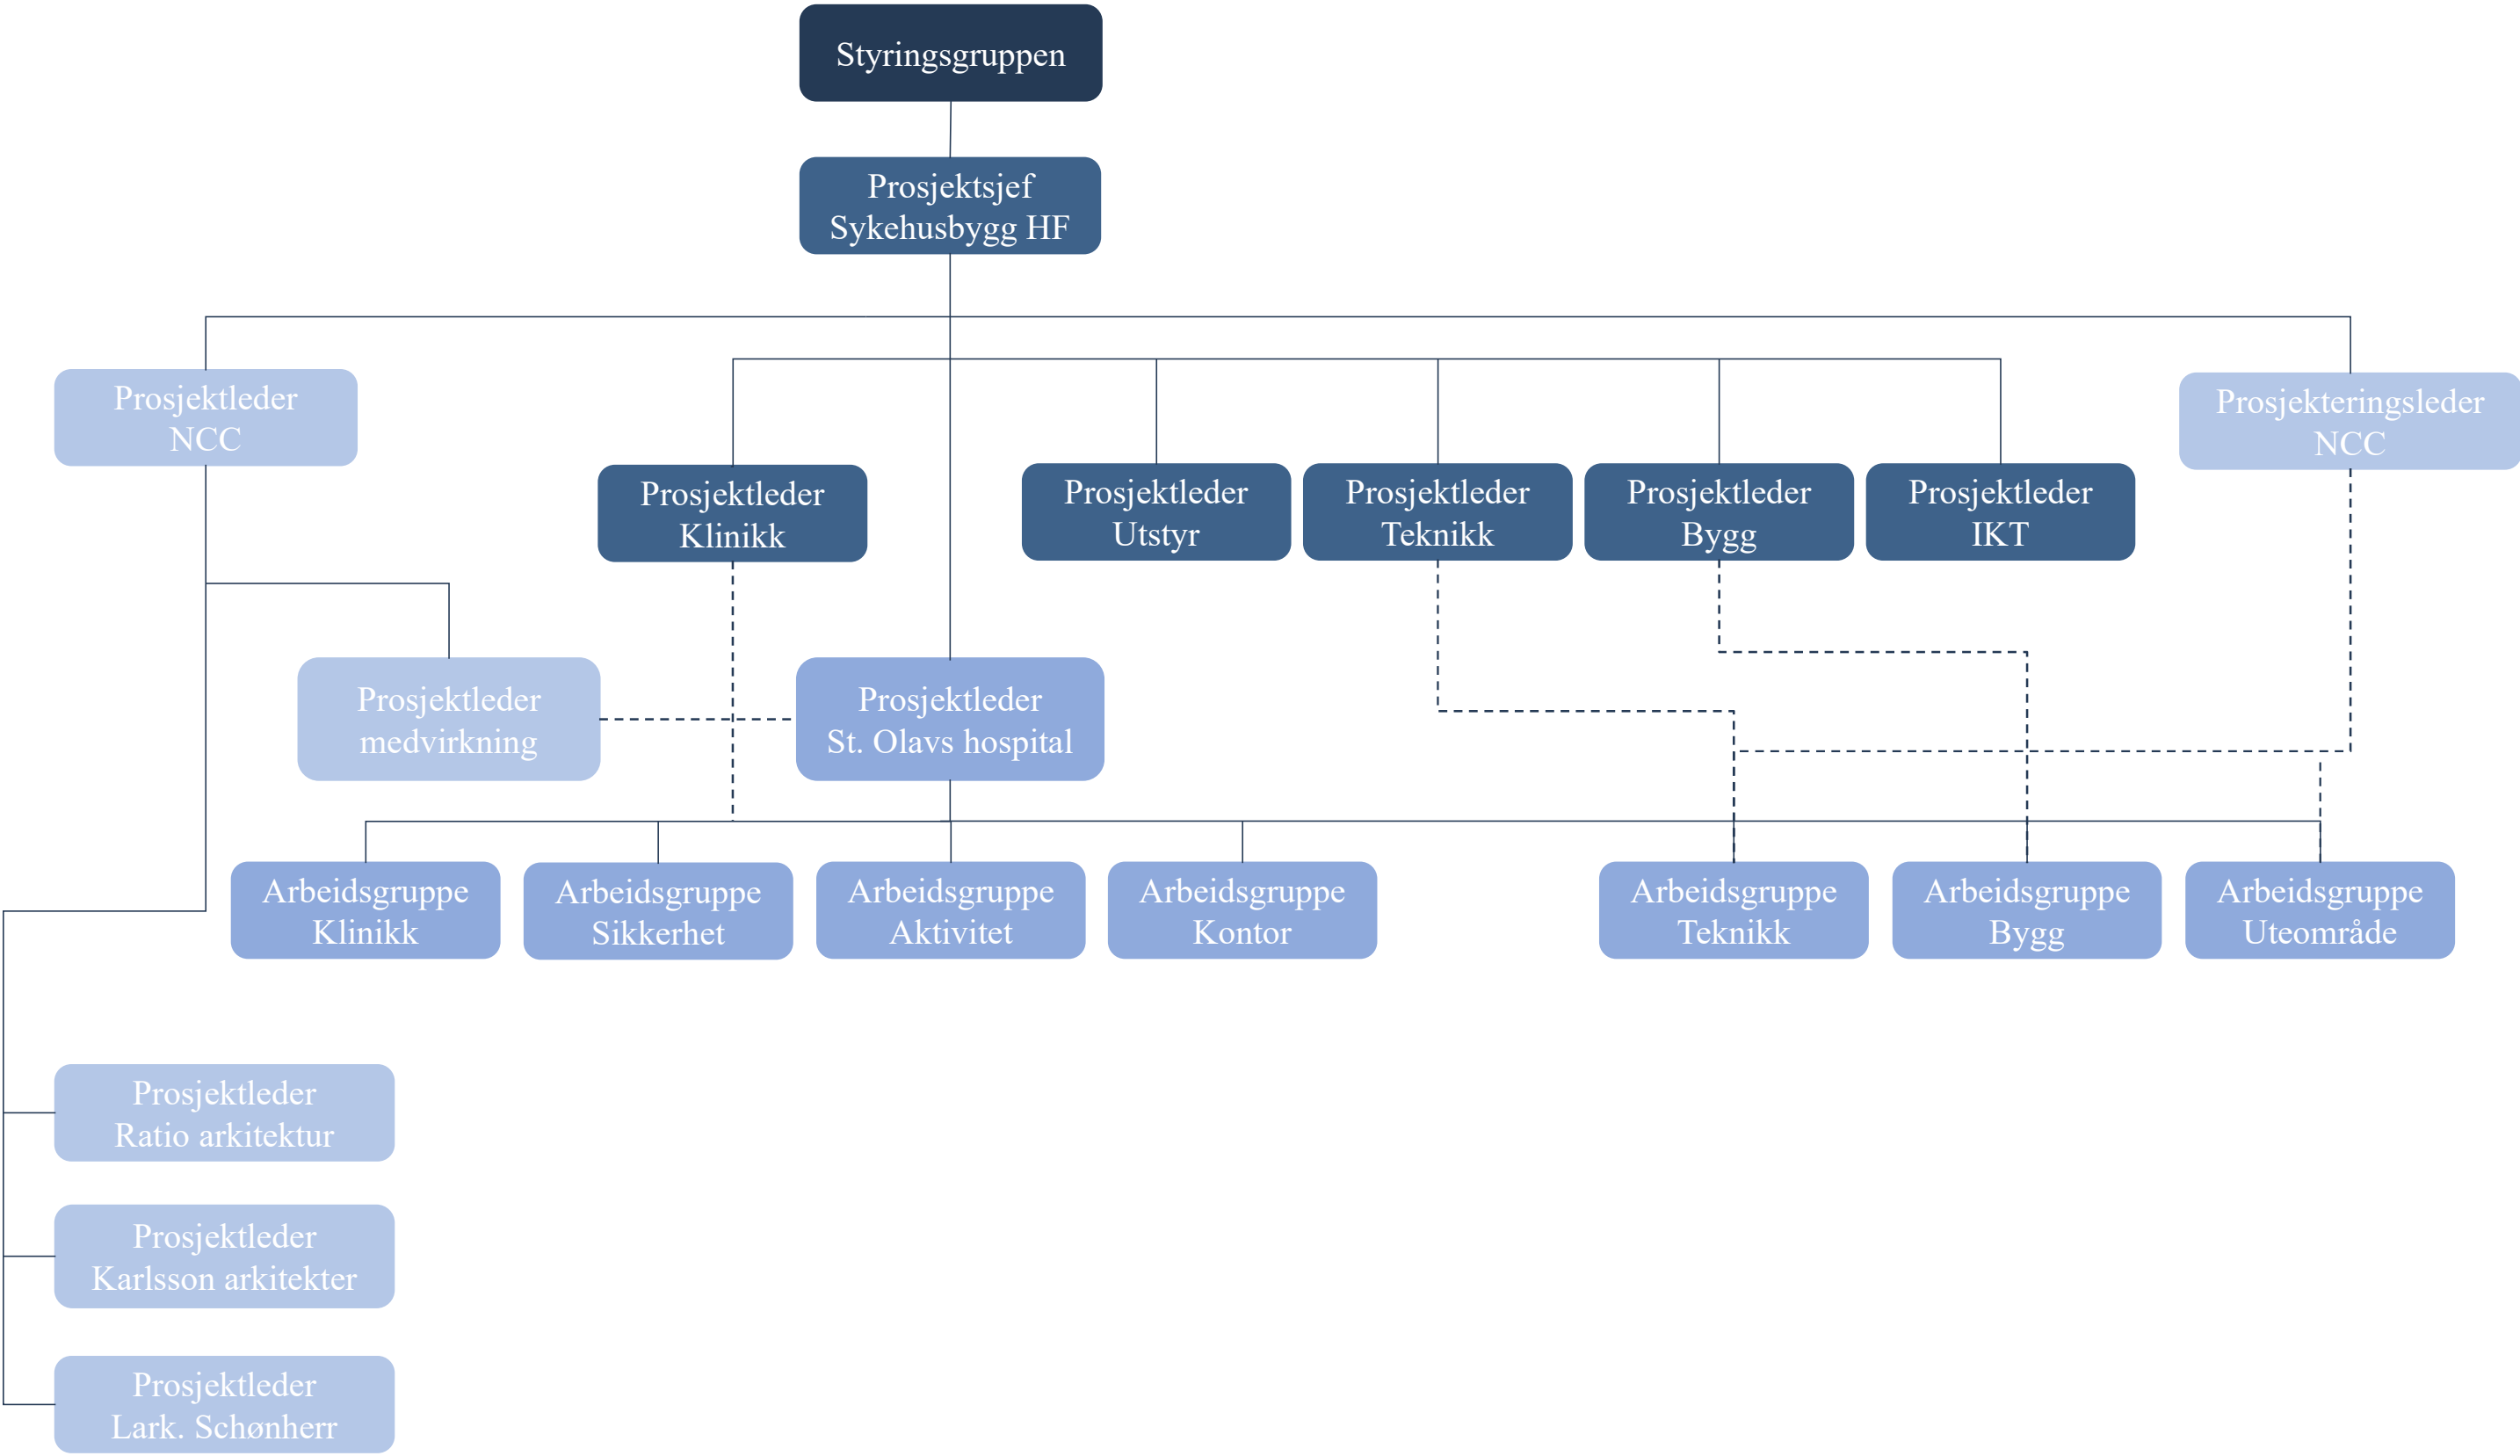 Styringsgruppen
Prosjektsjef
Sykehusbygg HF
Prosjektleder
NCC
Prosjekteringsleder
NCC
Prosjektleder
Klinikk
Prosjektleder
Utstyr
Prosjektleder
Teknikk
Prosjektleder
Bygg
Prosjektleder
IKT
Prosjektleder
medvirkning
Prosjektleder
St. Olavs hospital
Arbeidsgruppe
Klinikk
Arbeidsgruppe
Sikkerhet
Arbeidsgruppe
Aktivitet
Arbeidsgruppe
Kontor
Arbeidsgruppe
Teknikk
Arbeidsgruppe
Bygg
Arbeidsgruppe
Uteområde
Prosjektleder
Ratio arkitektur
Prosjektleder
Karlsson arkitekter
Prosjektleder
Lark. Schønherr